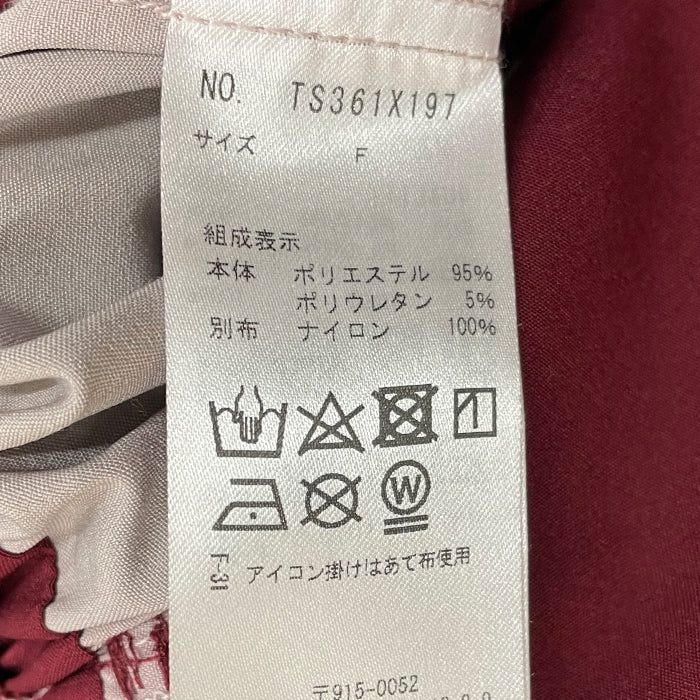 NO. TS361X197
サイズ F
組成表示
本体 ポリエステル 95%
ポリウレタン 5%
別布 ナイロン 100%
W
F-31
アイロン掛けはあて布使用
〒915-0052